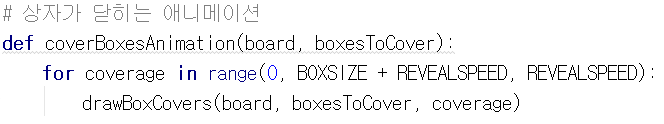 # 상자가 닫히는 애니메이션
def coverBoxesAnimation(board, boxesToCover):
for coverage in range(0, BOXSIZE + REVEALSPEED, REVEALSPEED):
drawBoxCovers(board, boxesToCover, coverage)